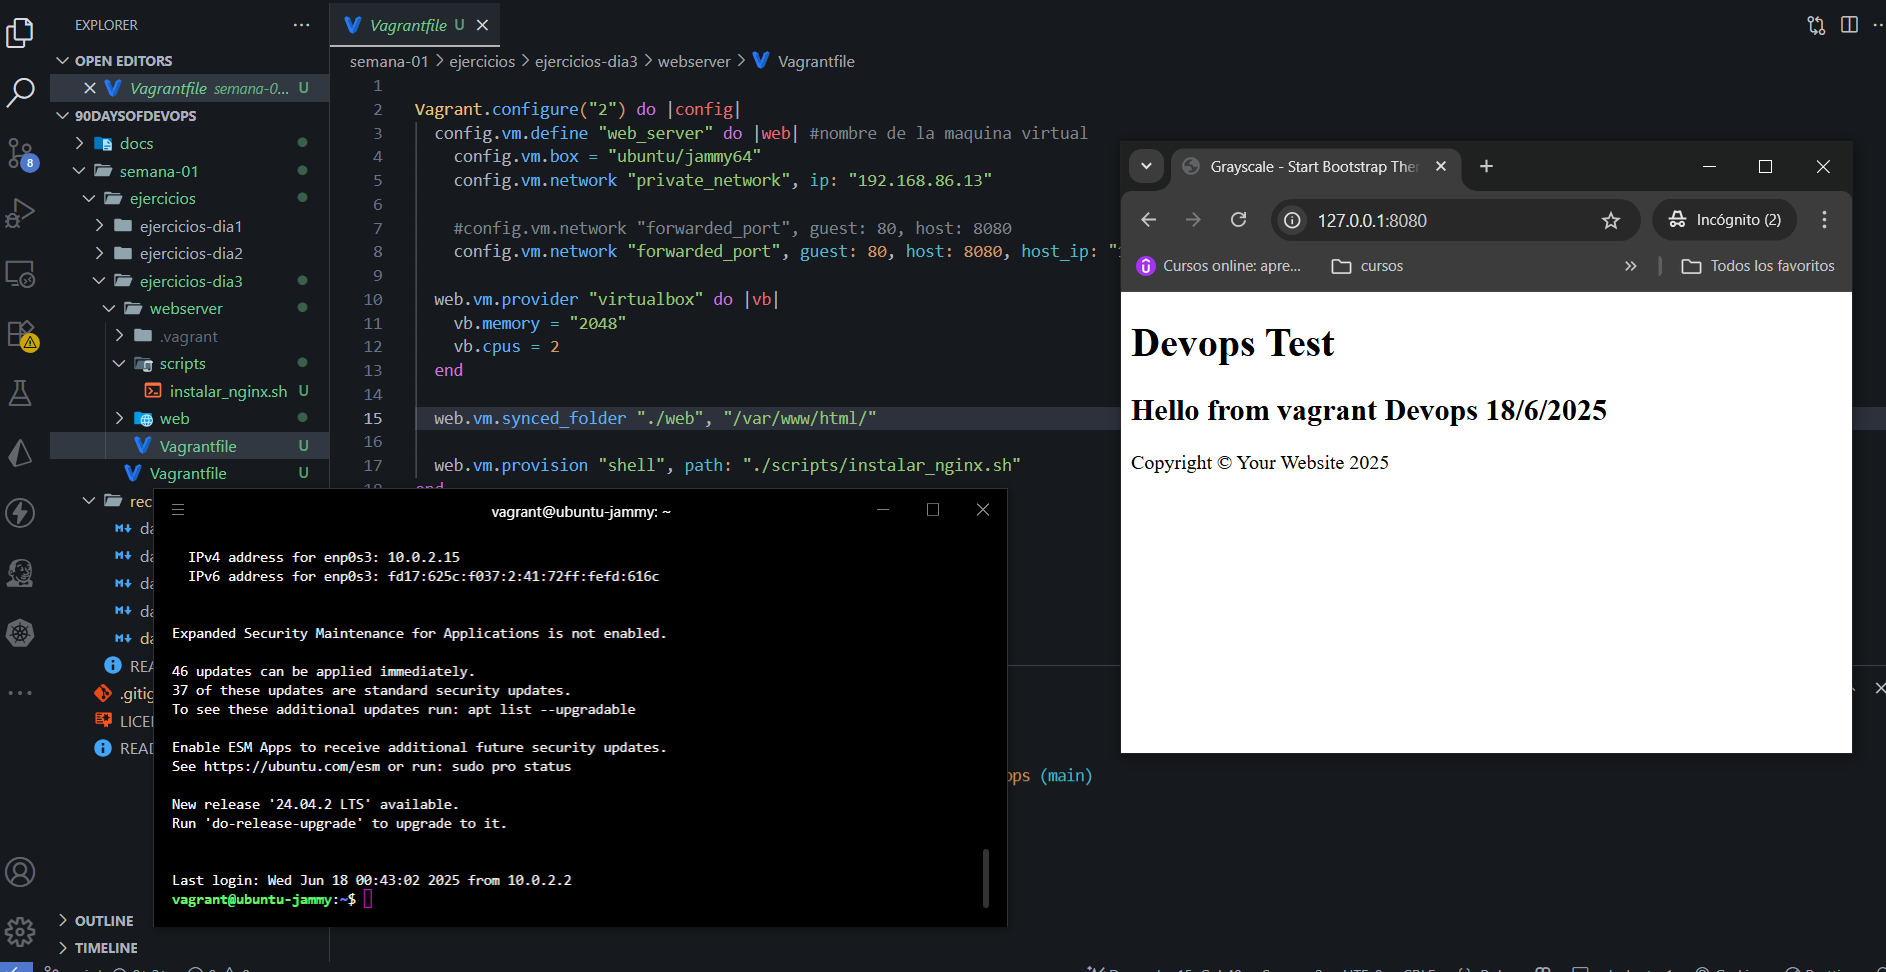 EXPLORER
OPEN EDITORS
Vagrantfile semana-0... U
90DAYSOFDEVOPS
docs
semana-01
ejercicios
ejercicios-dia1
ejercicios-dia2
ejercicios-dia3
webserver
.vagrant
scripts
instalar_nginx.sh U
web
Vagrantfile U
Vagrantfile U
rec
da
da
da
da
da
REA
.gitig
LICEN
READ
OUTLINE
TIMELINE
8
Vagrantfile U
semana-01 > ejercicios > ejercicios-dia3 > webserver > Vagrantfile
1
2 Vagrant.configure("2") do |config|
3 config.vm.define "web_server" do |web| #nombre de la maquina virtual
4 config.vm.box = "ubuntu/jammy64"
5 config.vm.network "private_network", ip: "192.168.86.13"
6
7 #config.vm.network "forwarded_port", guest: 80, host: 8080
8 config.vm.network "forwarded_port", guest: 80, host: 8080, host_ip: "1
9
10 web.vm.provider "virtualbox" do |vb|
11 vb.memory = "2048"
12 vb.cpus = 2
13 end
14
15 web.vm.synced_folder "./web", "/var/www/html/"
16
17 web.vm.provision "shell", path: "./scripts/instalar_nginx.sh"
18 end
vagrant@ubuntu-jammy: ~
IPv4 address for enp0s3: 10.0.2.15
IPv6 address for enp0s3: fd17:625c:f037:2:41:72ff:fefd:616c
Expanded Security Maintenance for Applications is not enabled.
46 updates can be applied immediately.
37 of these updates are standard security updates.
To see these additional updates run: apt list --upgradable
Enable ESM Apps to receive additional future security updates.
See https://ubuntu.com/esm or run: sudo pro status
New release '24.04.2 LTS' available.
Run 'do-release-upgrade' to upgrade to it.
Last login: Wed Jun 18 00:43:02 2025 from 10.0.2.2
vagrant@ubuntu-jammy:~$
ops (main)
Grayscale - Start Bootstrap Ther
127.0.0.1:8080
Incógnito (2)
Cursos online: apre...
cursos
Todos los favoritos
Devops Test
Hello from vagrant Devops 18/6/2025
Copyright © Your Website 2025